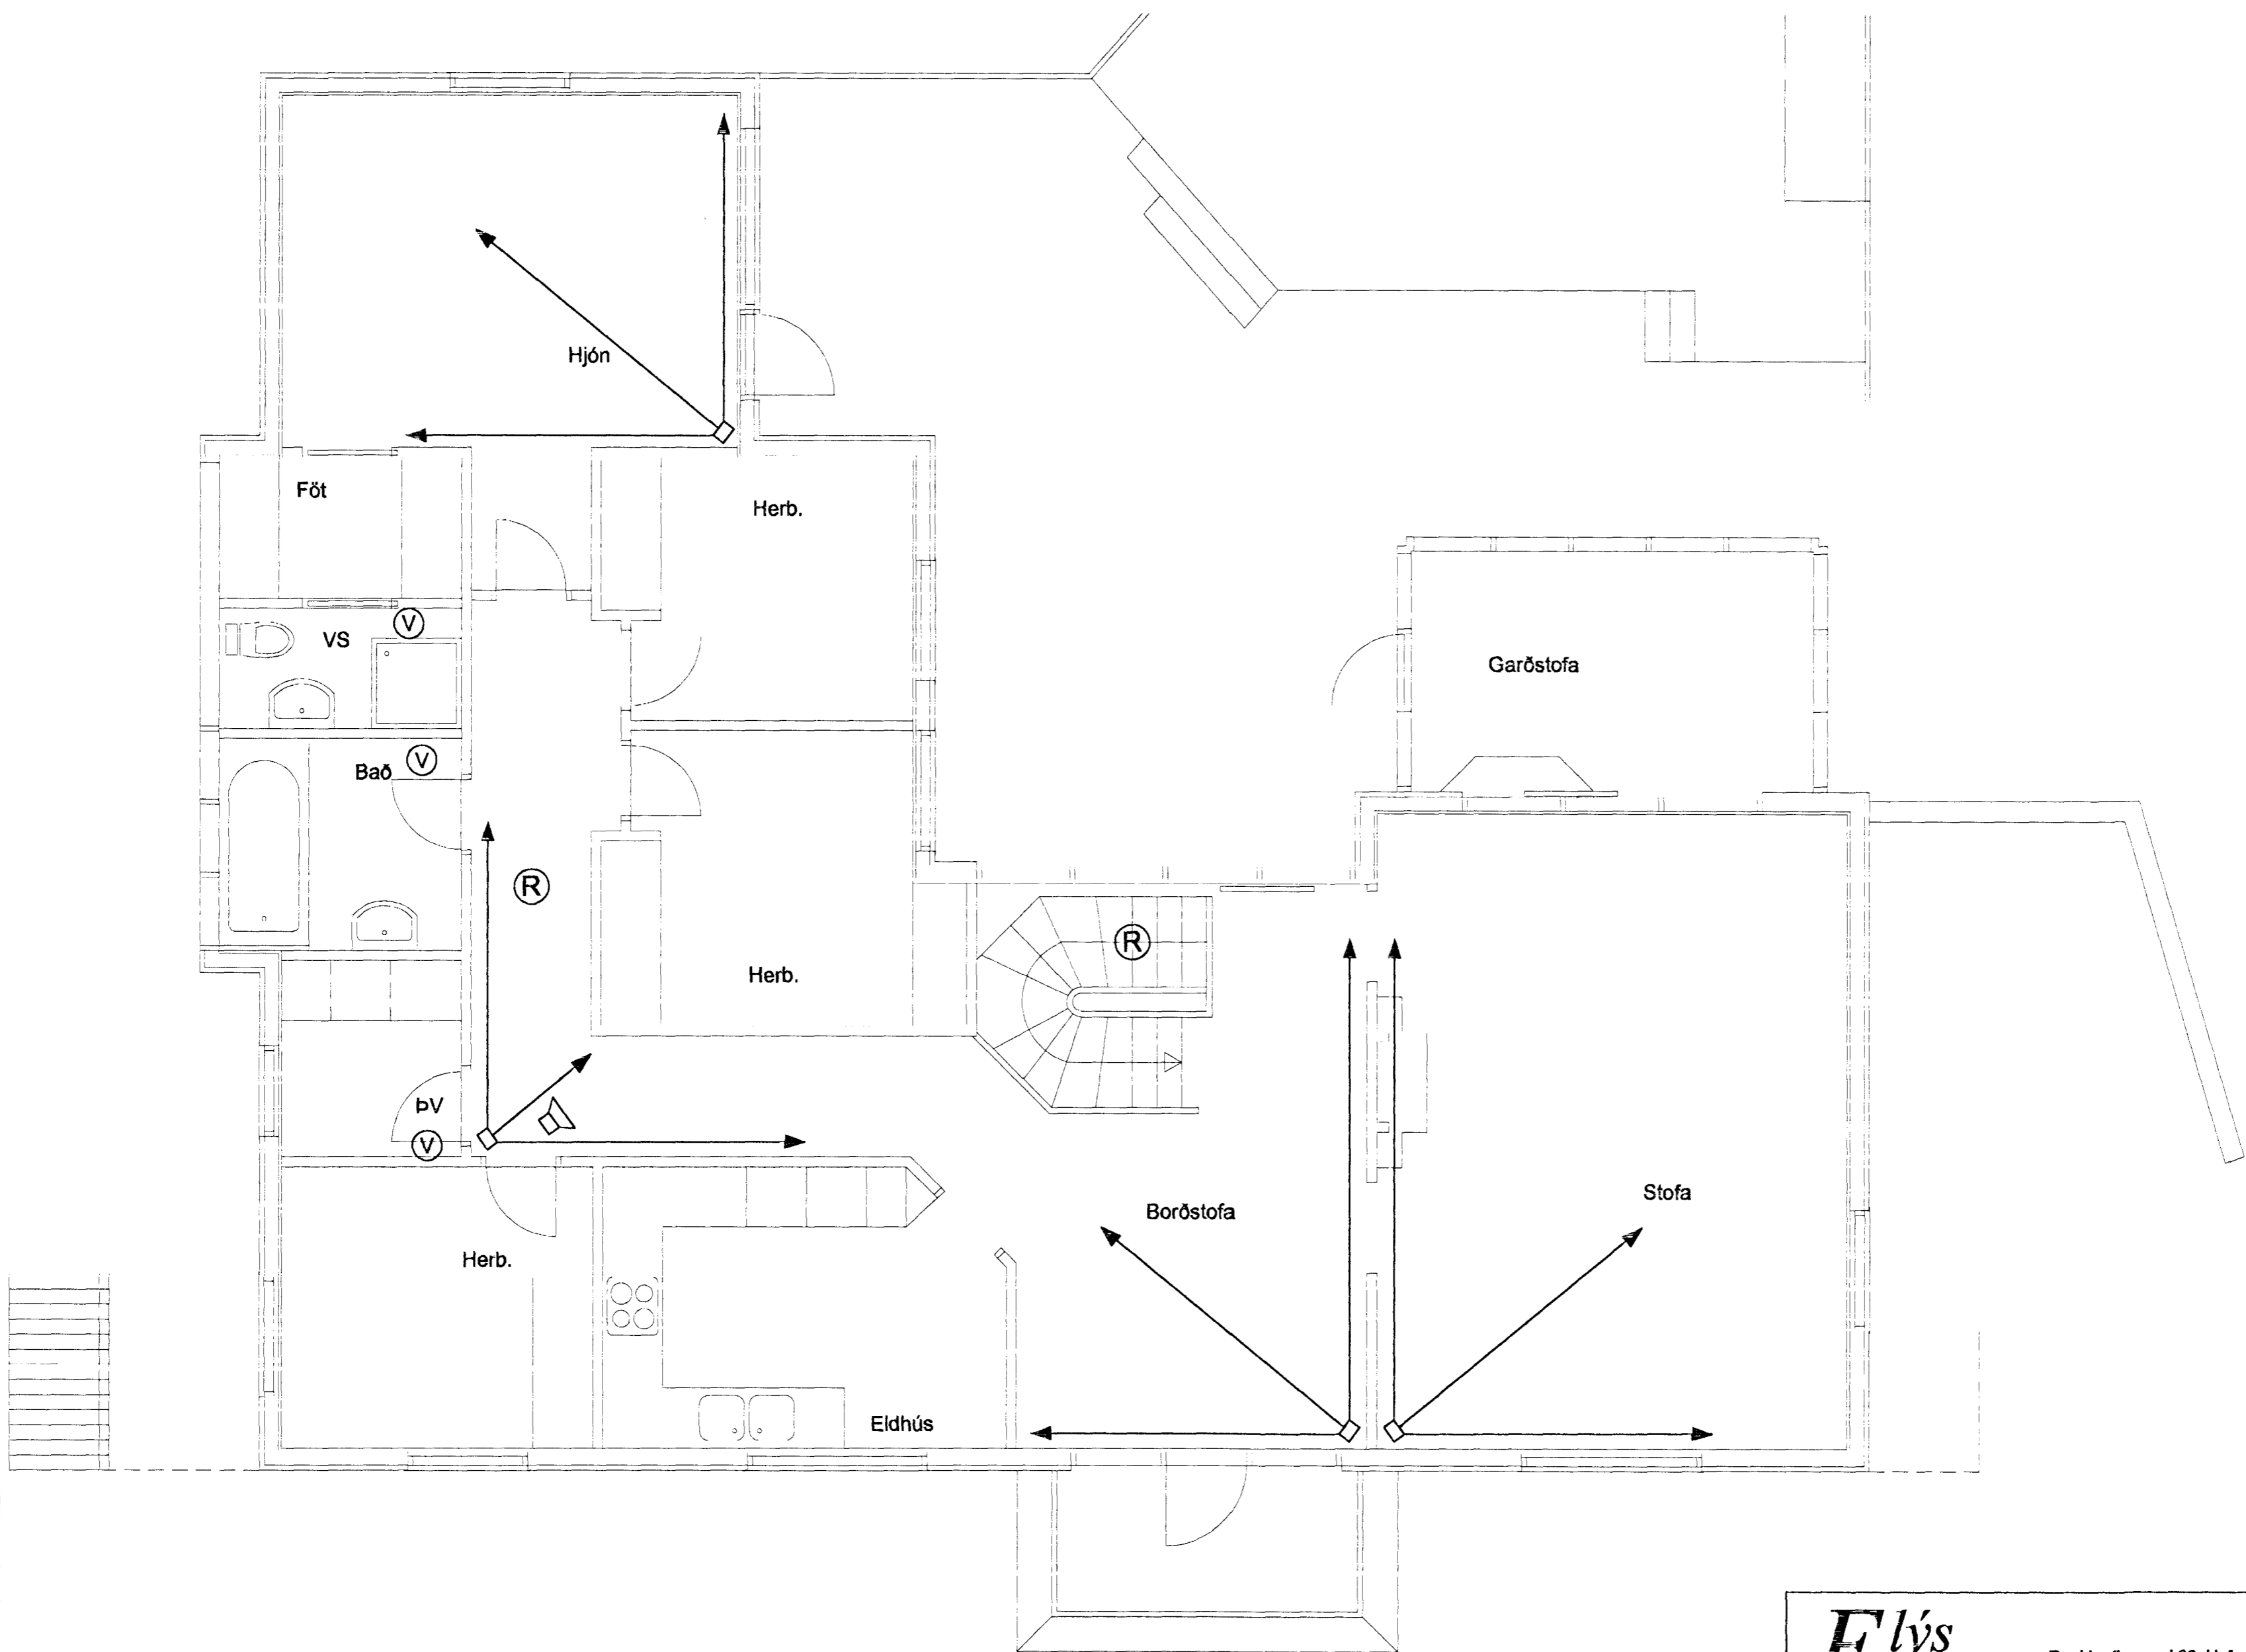 Hjón
Föt
Herb.
V
VS
Garðstofa
V
Bað
R
R
Herb.
ÞV
V
Stofa
Borðstofa
Herb.
Eldhús
Elýs